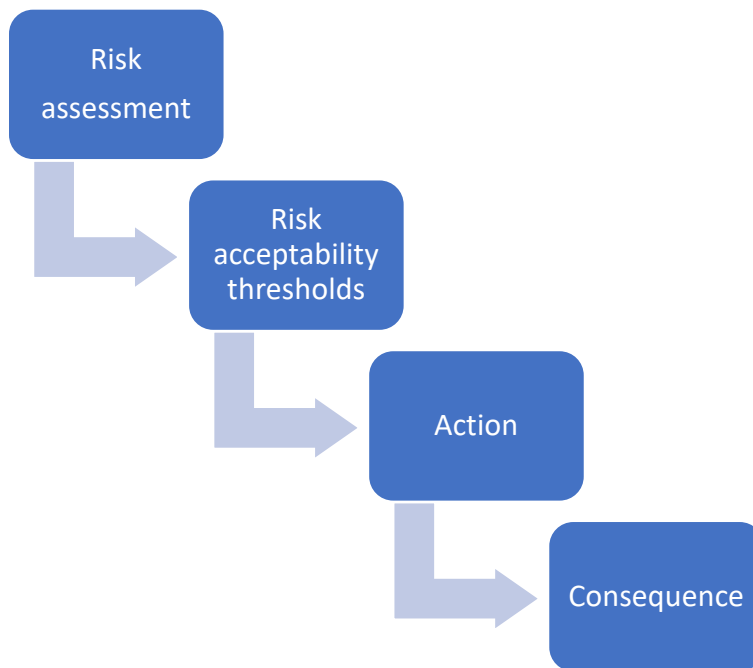 Risk
assessment
Risk
acceptability
thresholds
Action
Consequence